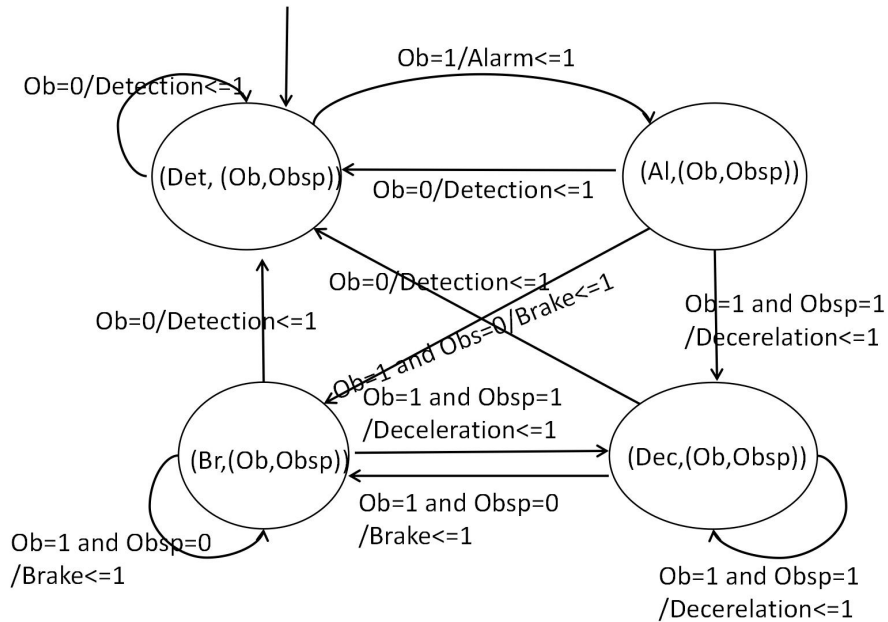 Ob=1/Alarm<=1
Ob=0/Detection<=1
(Det, (Ob,Obsp))
(Al,(Ob,Obsp))
Ob=0/Detection<=1
Ob=0/Detection<=1
Ob=1 and Obs=0/Brake<=1
Ob=1 and Obsp=1
/Decerelation<=1
Ob=0/Detection<=1
Ob=1 and Obsp=1
/Deceleration<=1
(Br,(Ob,Obsp))
(Dec,(Ob,Obsp))
Ob=1 and Obsp=0
/Brake<=1
Ob=1 and Obsp=0
/Brake<=1
Ob=1 and Obsp=1
/Decerelation<=1